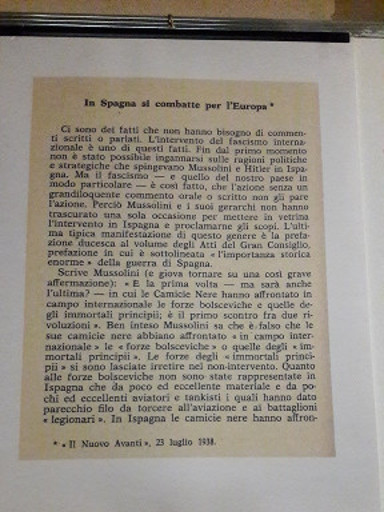 In Spagna si combatte per l'Europa *
Ci sono dei fatti che non hanno bisogno di commen-
ti scritti o parlati. L'intervento del fascismo interna-
zionale è uno di questi fatti. Fin dal primo momento
non è stato possibile ingannarsi sulle ragioni politiche
e strategiche che spingevano Mussolini e Hitler in Ispa-
gna. Ma il fascismo — e quello del nostro paese in
modo particolare — è così fatto, che l'azione senza un
grandiloquente commento orale o scritto non gli pare
l'azione. Perciò Mussolini e i suoi gerarchi non hanno
trascurato una sola occasione per mettere in vetrina
l'intervento in Ispagna e proclamarne gli scopi. L'ulti-
ma tipica manifestazione di questo genere è la prefa-
zione ducesca al volume degli Atti del Gran Consiglio,
prefazione in cui è sottolineata « l'importanza storica
enorme » della guerra di Spagna.
Scrive Mussolini (e giova tornare su una così grave
affermazione): « E la prima volta — ma sarà anche
l'ultima? — in cui le Camicie Nere hanno affrontato in
campo internazionale le forze bolsceviche e quelle de-
gli immortali principii; è il primo scontro fra due ri-
voluzioni ». Ben inteso Mussolini su che è falso che le
sue camicie nere abbiano affrontato « in campo inter-
nazionale » le « forze bolsceviche » o quelle degli « im-
mortali principii ». Le forze degli « immortali princi-
pii » si sono lasciate irretire nel non-intervento. Quanto
alle forze bolsceviche non sono state rappresentate in
Ispagna che da poco ed eccellente materiale e da po-
chi ed eccellenti aviatori e tankisti i quali hanno dato
parecchio filo da torcere all'aviazione e ai battaglioni
« legionari ». In Ispagna le camicie nere hanno affron-
* « Il Nuovo Avanti », 23 luglio 1938.